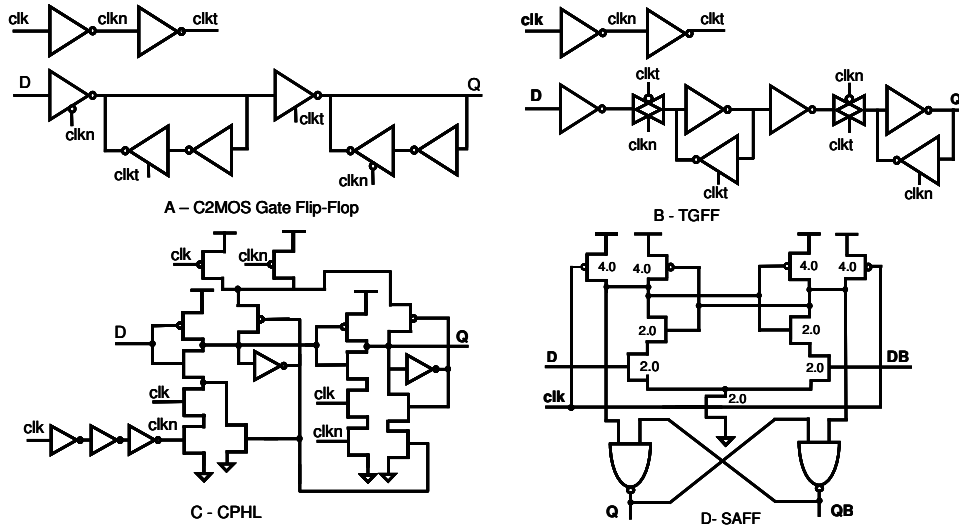 clk clkn clkt
D Q
clkn clkt
clkt clkn
A – C2MOS Gate Flip-Flop
clk clkn clkt
clkt clkn
D Q
clkn clkt
clkt clkn
B - TGFF
clk clkn
D Q
clk clk
clk clkn clkn
C - CPHL
4.0 4.0 4.0 4.0
2.0 2.0
D 2.0 2.0 DB
clk 2.0
Q D- SAFF QB